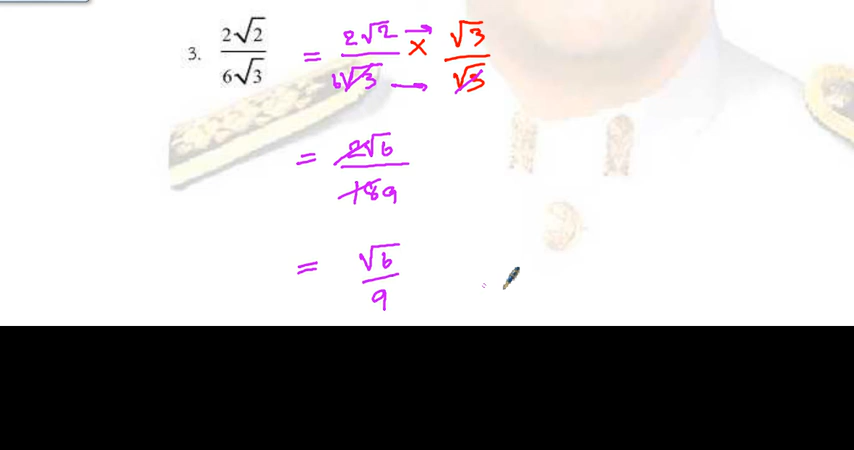 3. 2√2 / 6√3 = 2√2 / 6√3 × √3 / √3
= 2√6 / 18 9
= √6 / 9